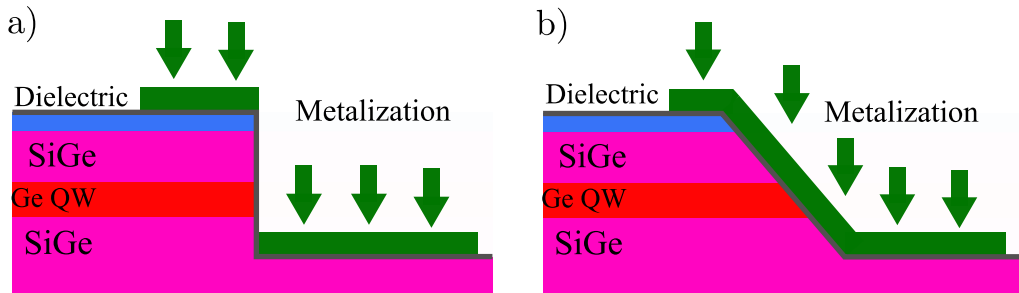 a)
Dielectric
Metalization
SiGe
Ge QW
SiGe
b)
Dielectric
Metalization
SiGe
Ge QW
SiGe